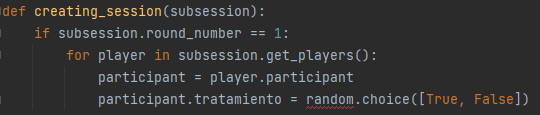 def creating_session(subsession):
    if subsession.round_number == 1:
        for player in subsession.get_players():
            participant = player.participant
            participant.tratamiento = random.choice([True, False])